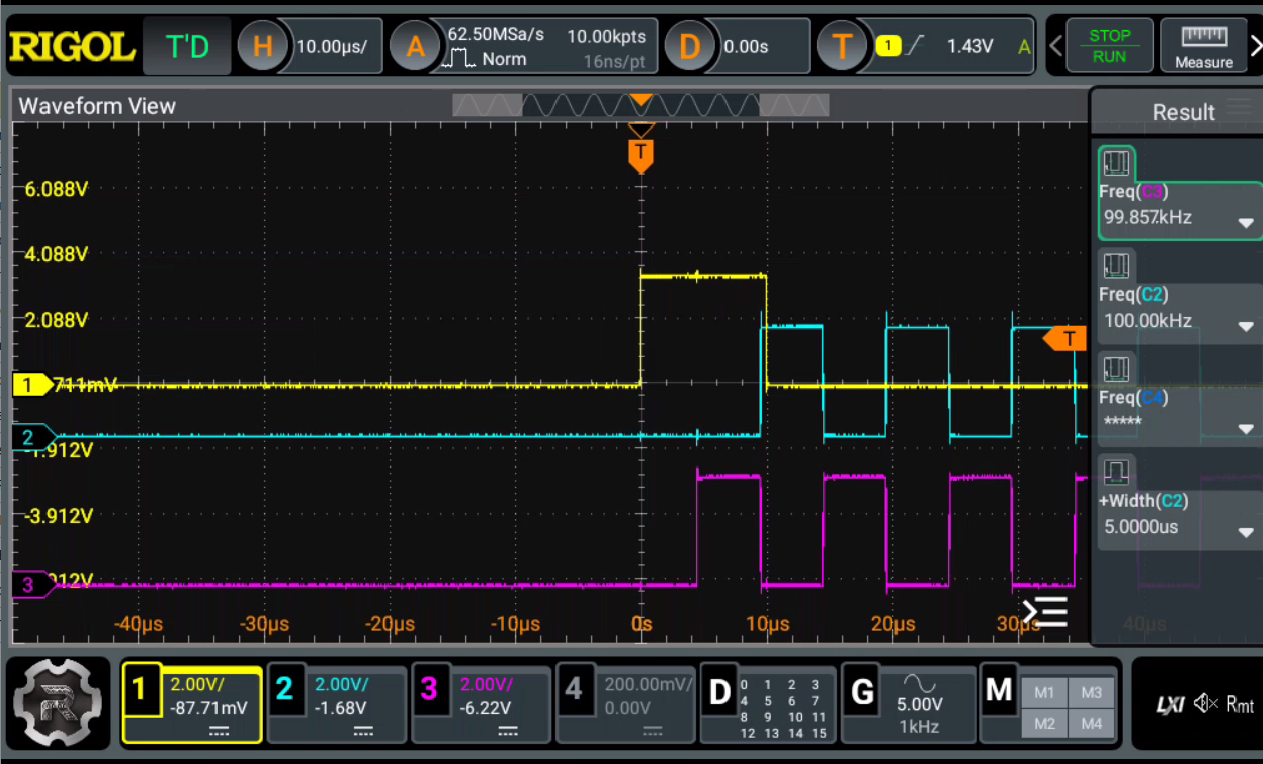 RIGOL T'D H 10.00μs/ A 62.50MSa/s 10.00kpts D 0.00s T 1 1.43V A STOP
Norm 16ns/pt RUN Measure
Waveform View
Result
T
6.088V
4.088V
2.088V
1
2
-1.912V
-3.912V
3
T
-40μs -30μs -20μs -10μs 0s 10μs 20μs 30μs 40μs
Freq(C3)
99.857kHz
Freq(C2)
100.00kHz
Freq(C4)
*****
+Width(C2)
5.0000us
R
1 2.00V/ -87.71mV
2 2.00V/ -1.68V
3 2.00V/ -6.22V
4 200.00mV/ 0.00V
D 0 1 2 3
4 5 6 7
8 9 10 11
12 13 14 15
G 5.00V
1kHz
M M1 M3
M2 M4
LXI Rmt